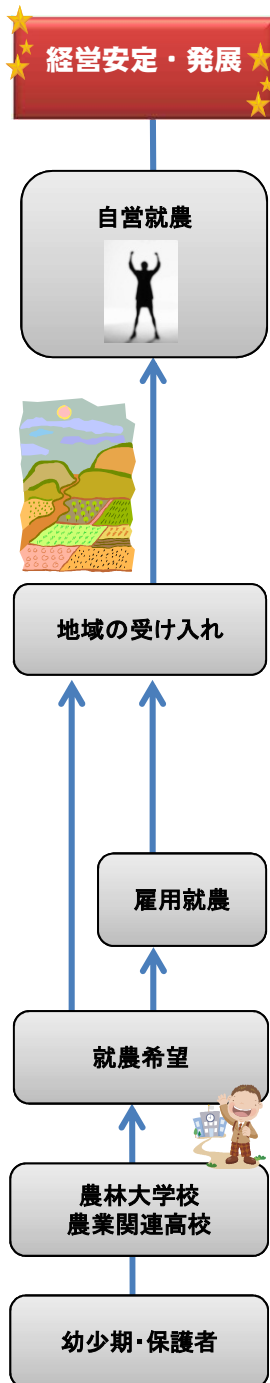 経営安定・発展
自営就農
地域の受け入れ
雇用就農
就農希望
農林大学校
農業関連高校
幼少期・保護者